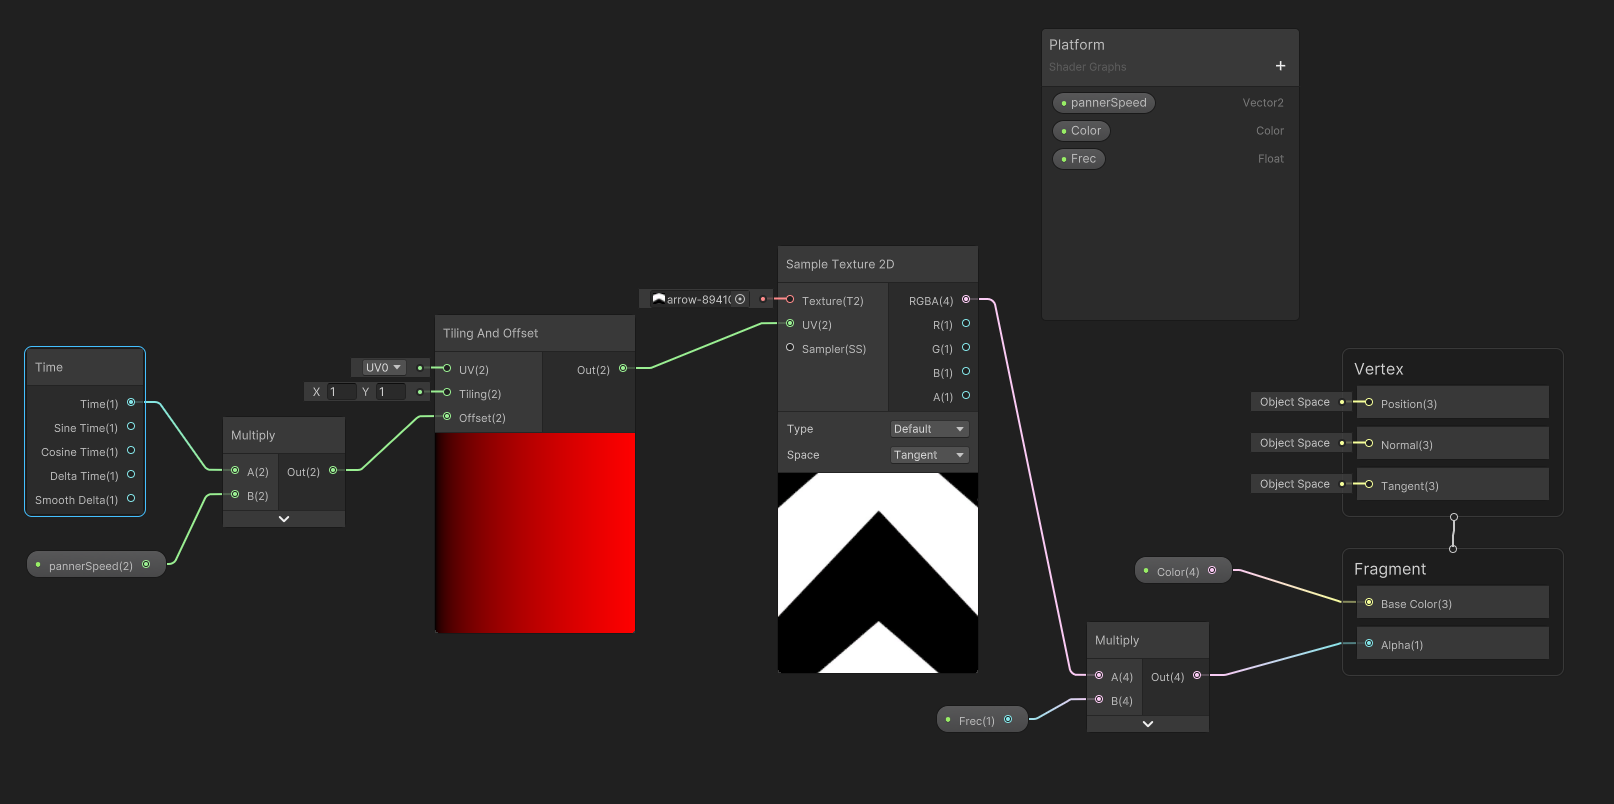 Platform
Shader Graphs
+
pannerSpeed Vector2
Color Color
Frec Float
Time
Time(1)
Sine Time(1)
Cosine Time(1)
Delta Time(1)
Smooth Delta(1)
pannerSpeed(2)
Multiply
A(2) Out(2)
B(2)
Tiling And Offset
UV0 UV(2) Out(2)
X 1 Y 1 Tiling(2)
Offset(2)
Sample Texture 2D
arrow-8941 Texture(T2) RGBA(4)
UV(2) R(1)
Sampler(SS) G(1)
B(1)
A(1)
Type Default
Space Tangent
Frec(1)
Multiply
A(4) Out(4)
B(4)
Color(4)
Vertex
Object Space Position(3)
Object Space Normal(3)
Object Space Tangent(3)
Fragment
Base Color(3)
Alpha(1)